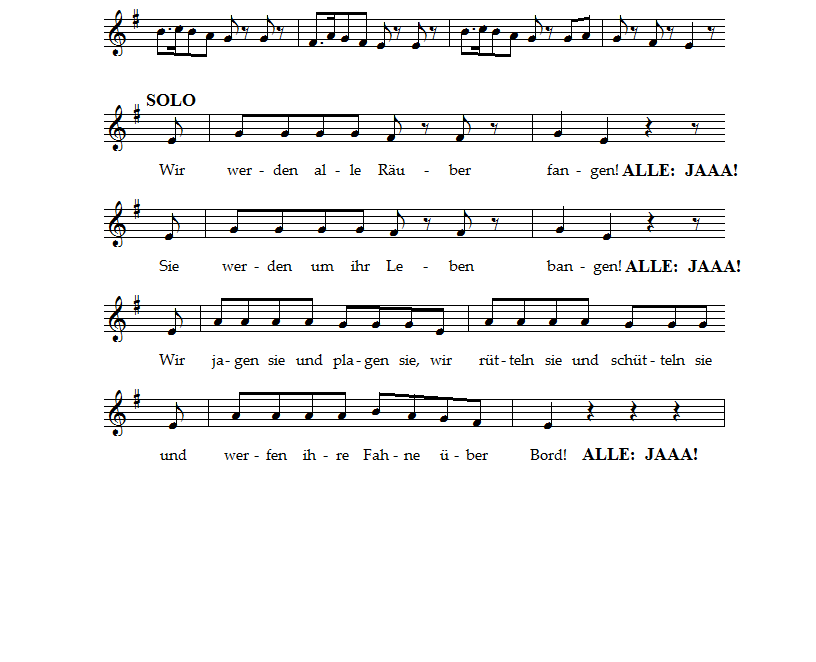 SOLO
Wir wer - den al - le Räu - ber fan - gen! ALLE: JAAA!
Sie wer - den um ihr Le - ben ban - gen! ALLE: JAAA!
Wir ja - gen sie und pla - gen sie, wir rüt - teln sie und schüt - teln sie
und wer - fen ih - re Fah - ne ü - ber Bord! ALLE: JAAA!